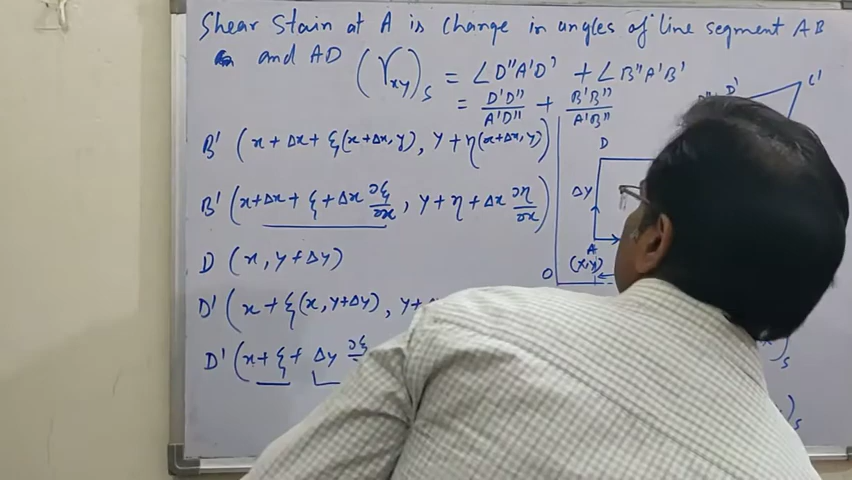 Shear Stain at A is change in angles of line segment AB
and AD (γxy)s = ∠D"A'D' + ∠B"A'B'
= D'D"/A'D" + B'B"/A'B"
B' (x + Δx + ξ(x+Δx, y), y + η(x+Δx, y))
B' (x+Δx + ξ + Δx ∂ξ/∂x, y + η + Δx ∂η/∂x)
D (x, y + Δy)
D' (x + ξ(x, y+Δy), y+
D' (x + ξ + Δy ∂ξ
D" D' C'
D
Δy
A
(x,y)
O
)s
)s